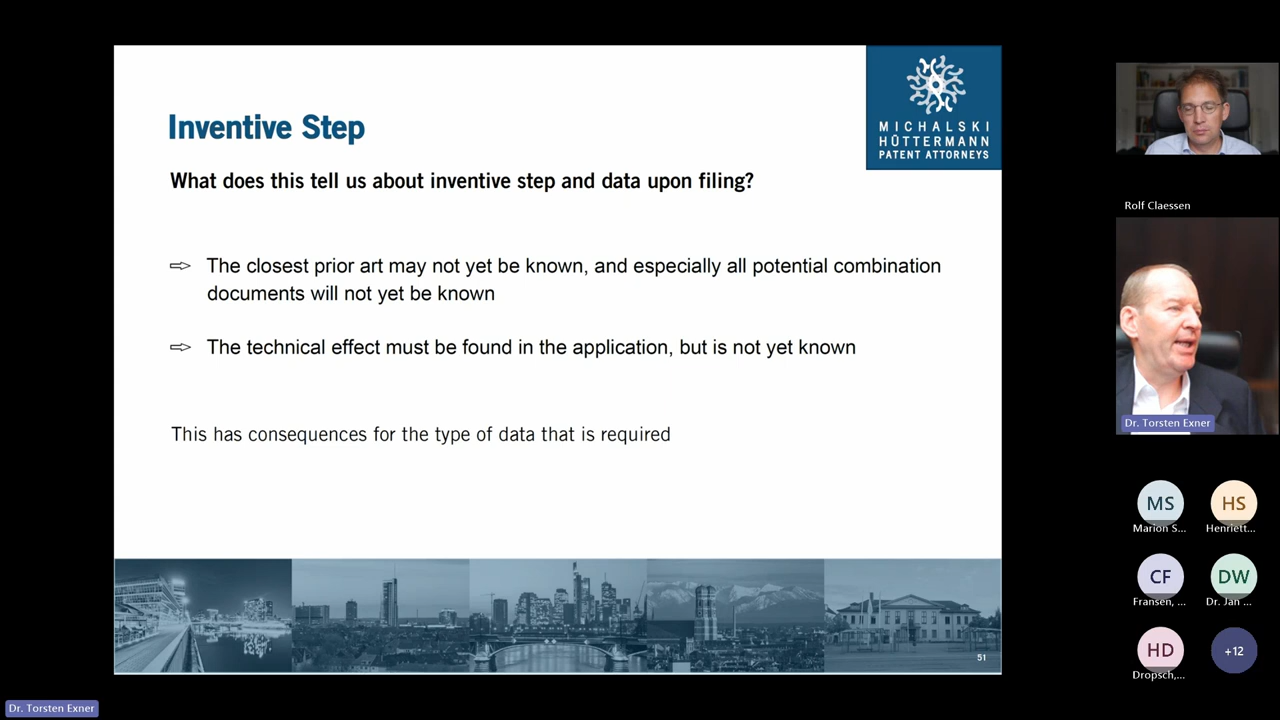 MICHALSKI
HÜTTERMANN
PATENT ATTORNEYS
Inventive Step
What does this tell us about inventive step and data upon filing?
⇨ The closest prior art may not yet be known, and especially all potential combination
documents will not yet be known
⇨ The technical effect must be found in the application, but is not yet known
This has consequences for the type of data that is required
51
Rolf Claessen
Dr. Torsten Exner
MS
HS
Marion S...
Henriett...
CF
DW
Fransen, ...
Dr. Jan ...
HD
+12
Dropsch,...
Dr. Torsten Exner